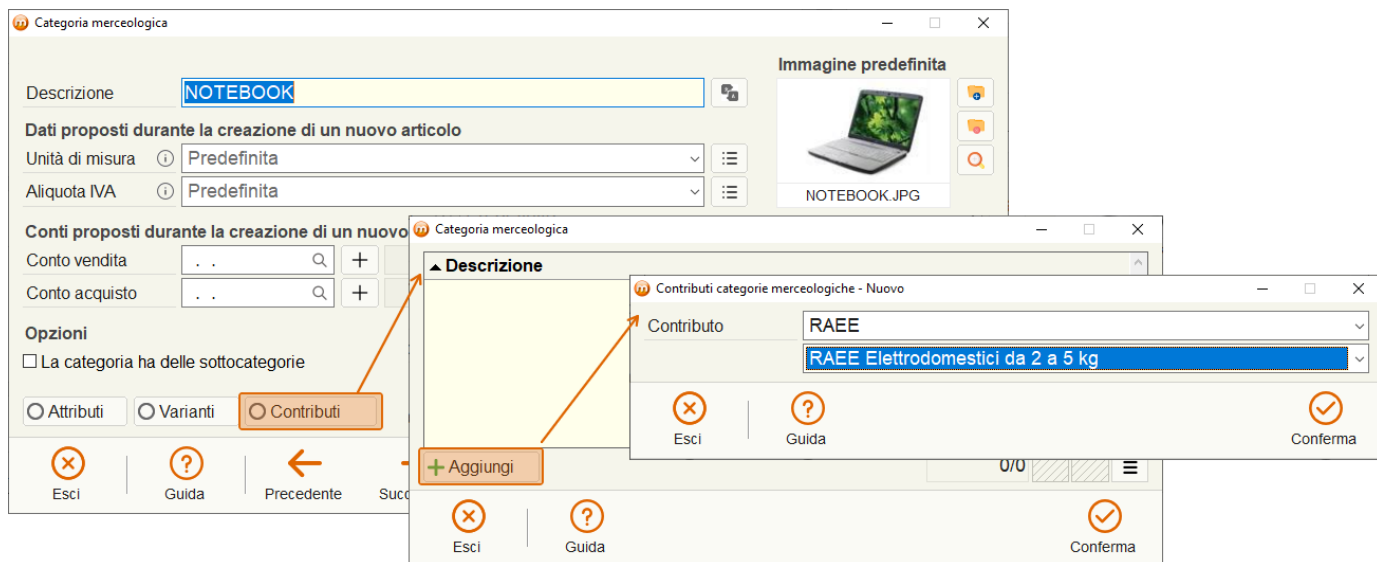 Categoria merceologica
Immagine predefinita
Descrizione NOTEBOOK
Dati proposti durante la creazione di un nuovo articolo
Unità di misura Predefinita
Aliquota IVA Predefinita
NOTEBOOK.JPG
Conti proposti durante la creazione di un nuovo
Conto vendita . .
Conto acquisto . .
Opzioni
La categoria ha delle sottocategorie
Attributi Varianti Contributi
Esci Guida Precedente
Categoria merceologica
Descrizione
Aggiungi 0/0
Esci Guida Conferma
Contributi categorie merceologiche - Nuovo
Contributo RAEE
RAEE Elettrodomestici da 2 a 5 kg
Esci Guida Conferma